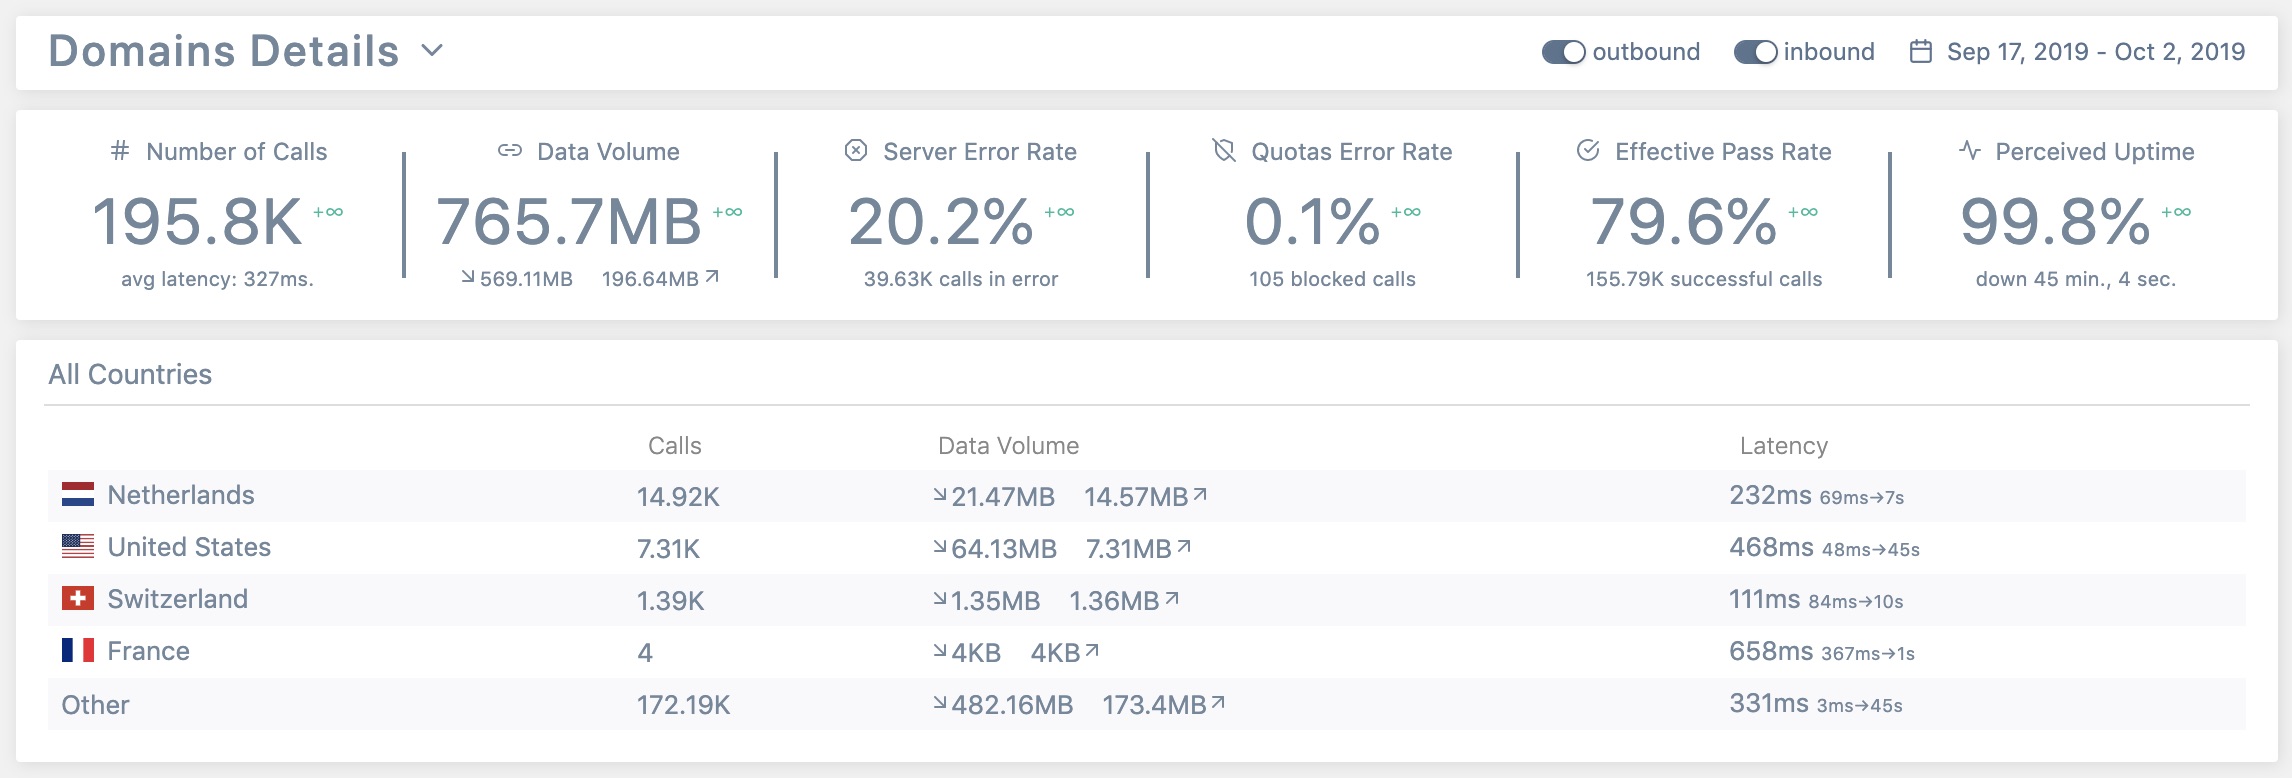 Domains Details outbound inbound Sep 17, 2019 - Oct 2, 2019
# Number of Calls Data Volume Server Error Rate Quotas Error Rate Effective Pass Rate Perceived Uptime
195.8K +∞ 765.7MB +∞ 20.2% +∞ 0.1% +∞ 79.6% +∞ 99.8% +∞
avg latency: 327ms. ↘569.11MB 196.64MB↗ 39.63K calls in error 105 blocked calls 155.79K successful calls down 45 min., 4 sec.
All Countries
Calls Data Volume Latency
Netherlands 14.92K ↘21.47MB 14.57MB↗ 232ms 69ms→7s
United States 7.31K ↘64.13MB 7.31MB↗ 468ms 48ms→45s
Switzerland 1.39K ↘1.35MB 1.36MB↗ 111ms 84ms→10s
France 4 ↘4KB 4KB↗ 658ms 367ms→1s
Other 172.19K ↘482.16MB 173.4MB↗ 331ms 3ms→45s